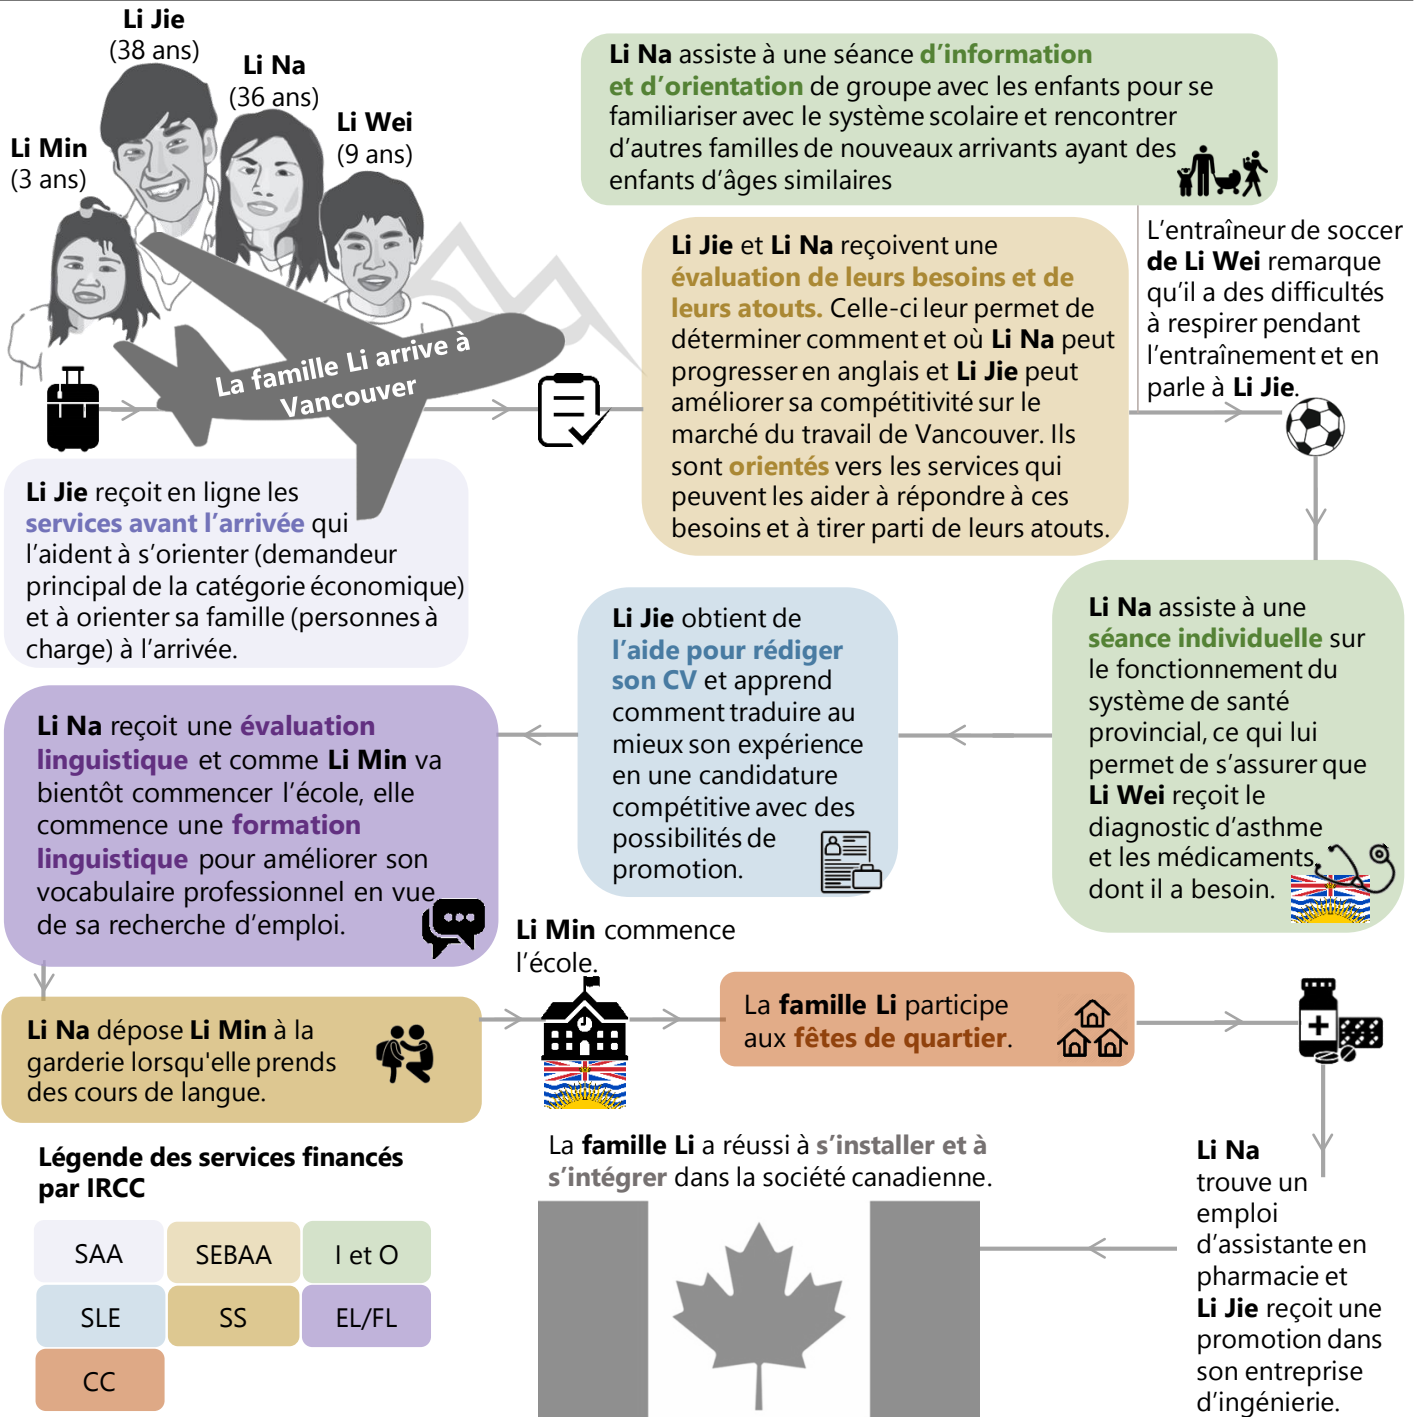 Li Jie
(38 ans)
Li Na
(36 ans)
Li Wei
(9 ans)
Li Min
(3 ans)
La famille Li arrive à
Vancouver
Li Jie reçoit en ligne les
services avant l’arrivée qui
l’aident à s’orienter (demandeur
principal de la catégorie économique)
et à orienter sa famille (personnes à
charge) à l’arrivée.
Li Na assiste à une séance d’information
et d’orientation de groupe avec les enfants pour se
familiariser avec le système scolaire et rencontrer
d’autres familles de nouveaux arrivants ayant des
enfants d’âges similaires
Li Jie et Li Na reçoivent une
évaluation de leurs besoins et de
leurs atouts. Celle-ci leur permet de
déterminer comment et où Li Na peut
progresser en anglais et Li Jie peut
améliorer sa compétitivité sur le
marché du travail de Vancouver. Ils
sont orientés vers les services qui
peuvent les aider à répondre à ces
besoins et à tirer parti de leurs atouts.
L’entraîneur de soccer
de Li Wei remarque
qu’il a des difficultés
à respirer pendant
l’entraînement et en
parle à Li Jie.
Li Na assiste à une
séance individuelle sur
le fonctionnement du
système de santé
provincial, ce qui lui
permet de s’assurer que
Li Wei reçoit le
diagnostic d’asthme
et les médicaments
dont il a besoin.
Li Jie obtient de
l’aide pour rédiger
son CV et apprend
comment traduire au
mieux son expérience
en une candidature
compétitive avec des
possibilités de
promotion.
Li Na reçoit une évaluation
linguistique et comme Li Min va
bientôt commencer l’école, elle
commence une formation
linguistique pour améliorer son
vocabulaire professionnel en vue
de sa recherche d’emploi.
Li Na dépose Li Min à la
garderie lorsqu'elle prends
des cours de langue.
Li Min commence
l’école.
La famille Li participe
aux fêtes de quartier.
Li Na
trouve un
emploi
d’assistante en
pharmacie et
Li Jie reçoit une
promotion dans
son entreprise
d’ingénierie.
La famille Li a réussi à s’installer et à
s’intégrer dans la société canadienne.
Légende des services financés
par IRCC
SAA
SEBAA
I et O
SLE
SS
EL/FL
CC